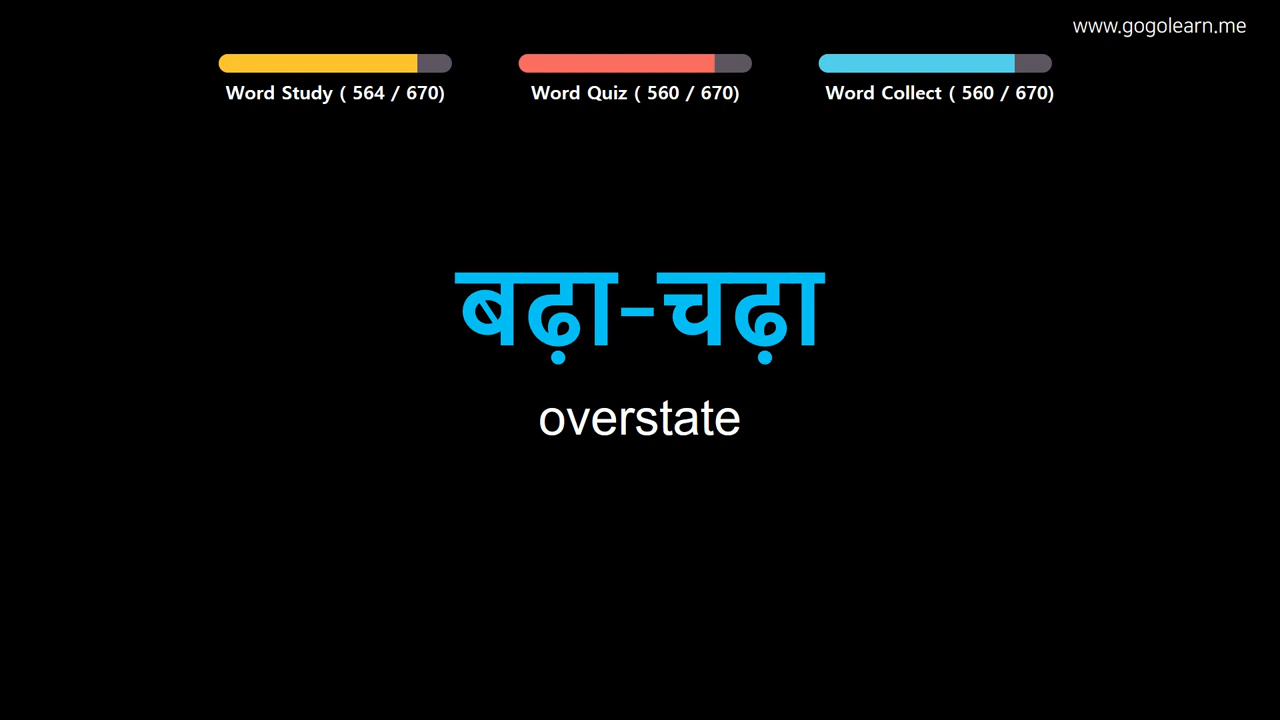 www.gogolearn.me
Word Study ( 564 / 670)
Word Quiz ( 560 / 670)
Word Collect ( 560 / 670)
बढ़ा-चढ़ा
overstate